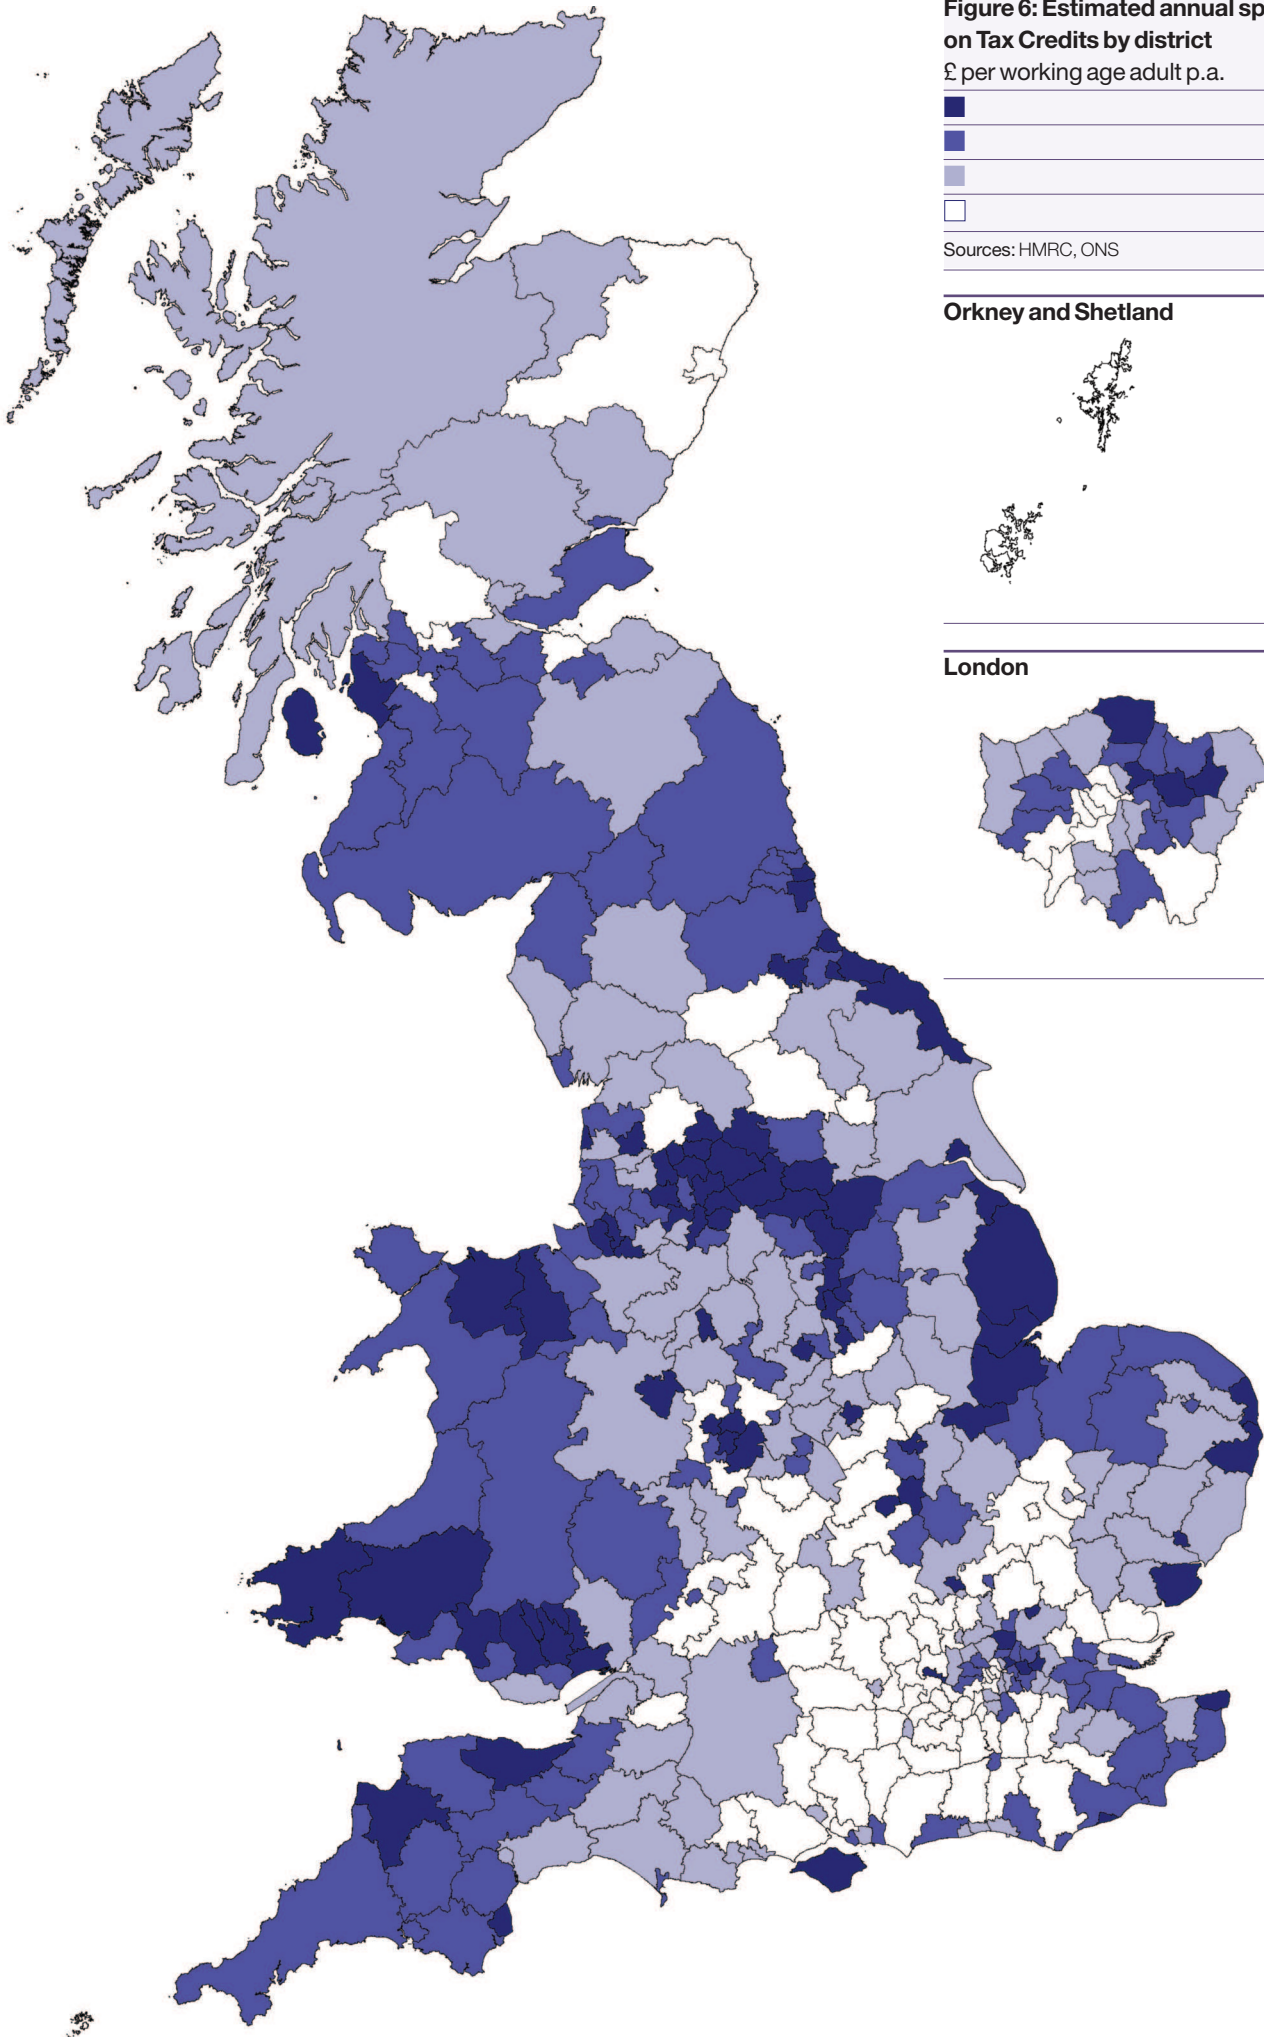 Figure 6: Estimated annual sp
on Tax Credits by district
£ per working age adult p.a.
Sources: HMRC, ONS
Orkney and Shetland
London